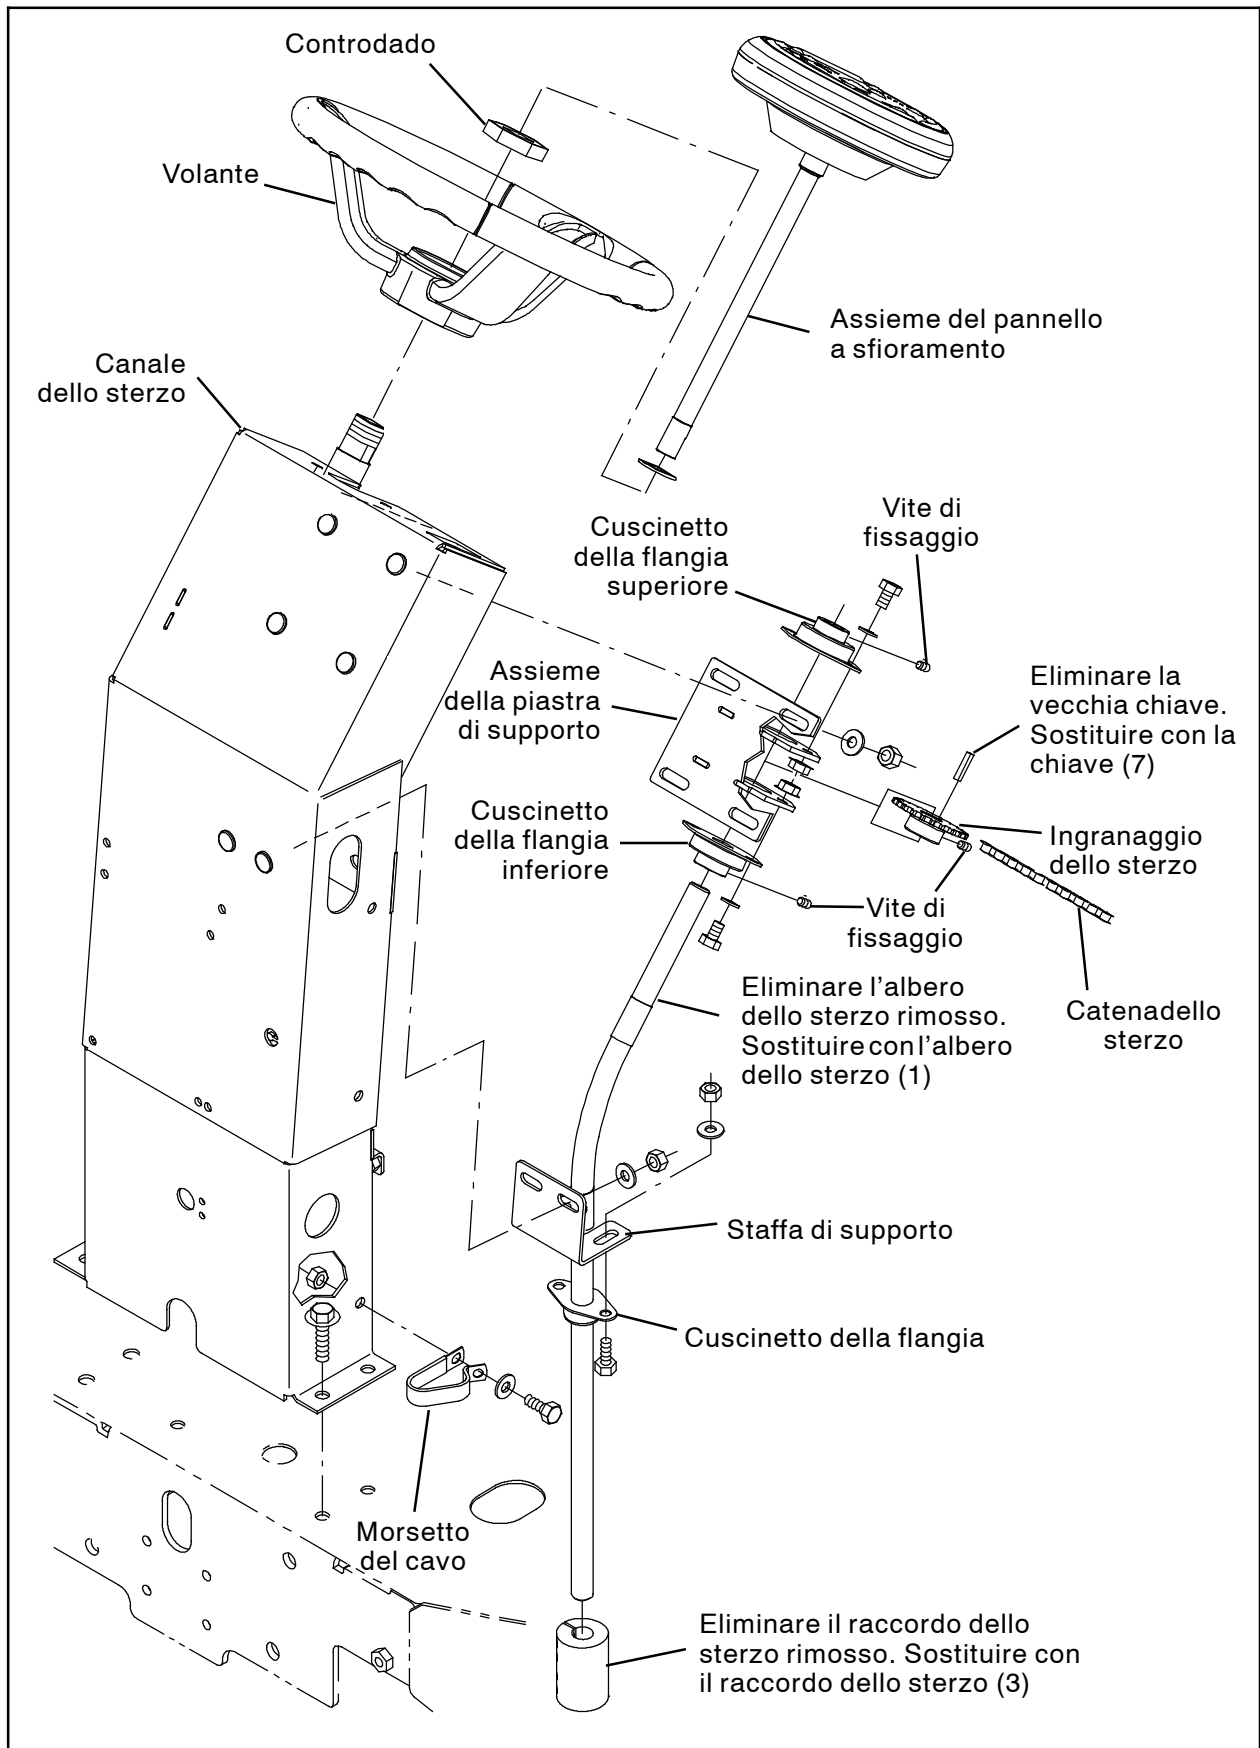 Controdado
Volante
Assieme del pannello
a sfioramento
Canale
dello sterzo
Vite di
fissaggio
Cuscinetto
della flangia
superiore
Assieme
della piastra
di supporto
Eliminare la
vecchia chiave.
Sostituire con la
chiave (7)
Cuscinetto
della flangia
inferiore
Ingranaggio
dello sterzo
Vite di
fissaggio
Eliminare l'albero
dello sterzo rimosso.
Sostituire con l'albero
dello sterzo (1)
Catenadello
sterzo
Staffa di supporto
Cuscinetto della flangia
Morsetto
del cavo
Eliminare il raccordo dello
sterzo rimosso. Sostituire con
il raccordo dello sterzo (3)